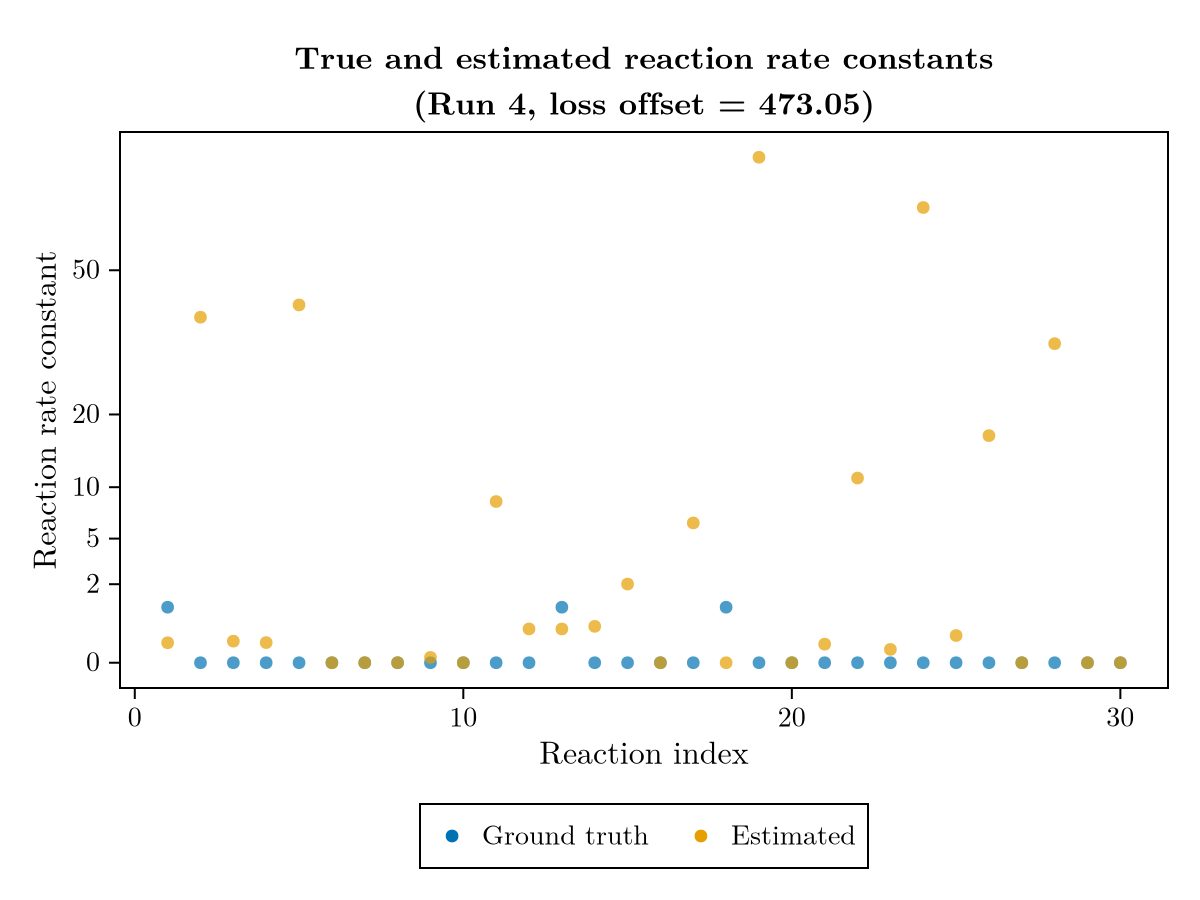 True and estimated reaction rate constants
(Run 4, loss offset = 473.05)
Reaction rate constant
50
20
10
5
2
0
0 10 20 30
Reaction index
Ground truth Estimated